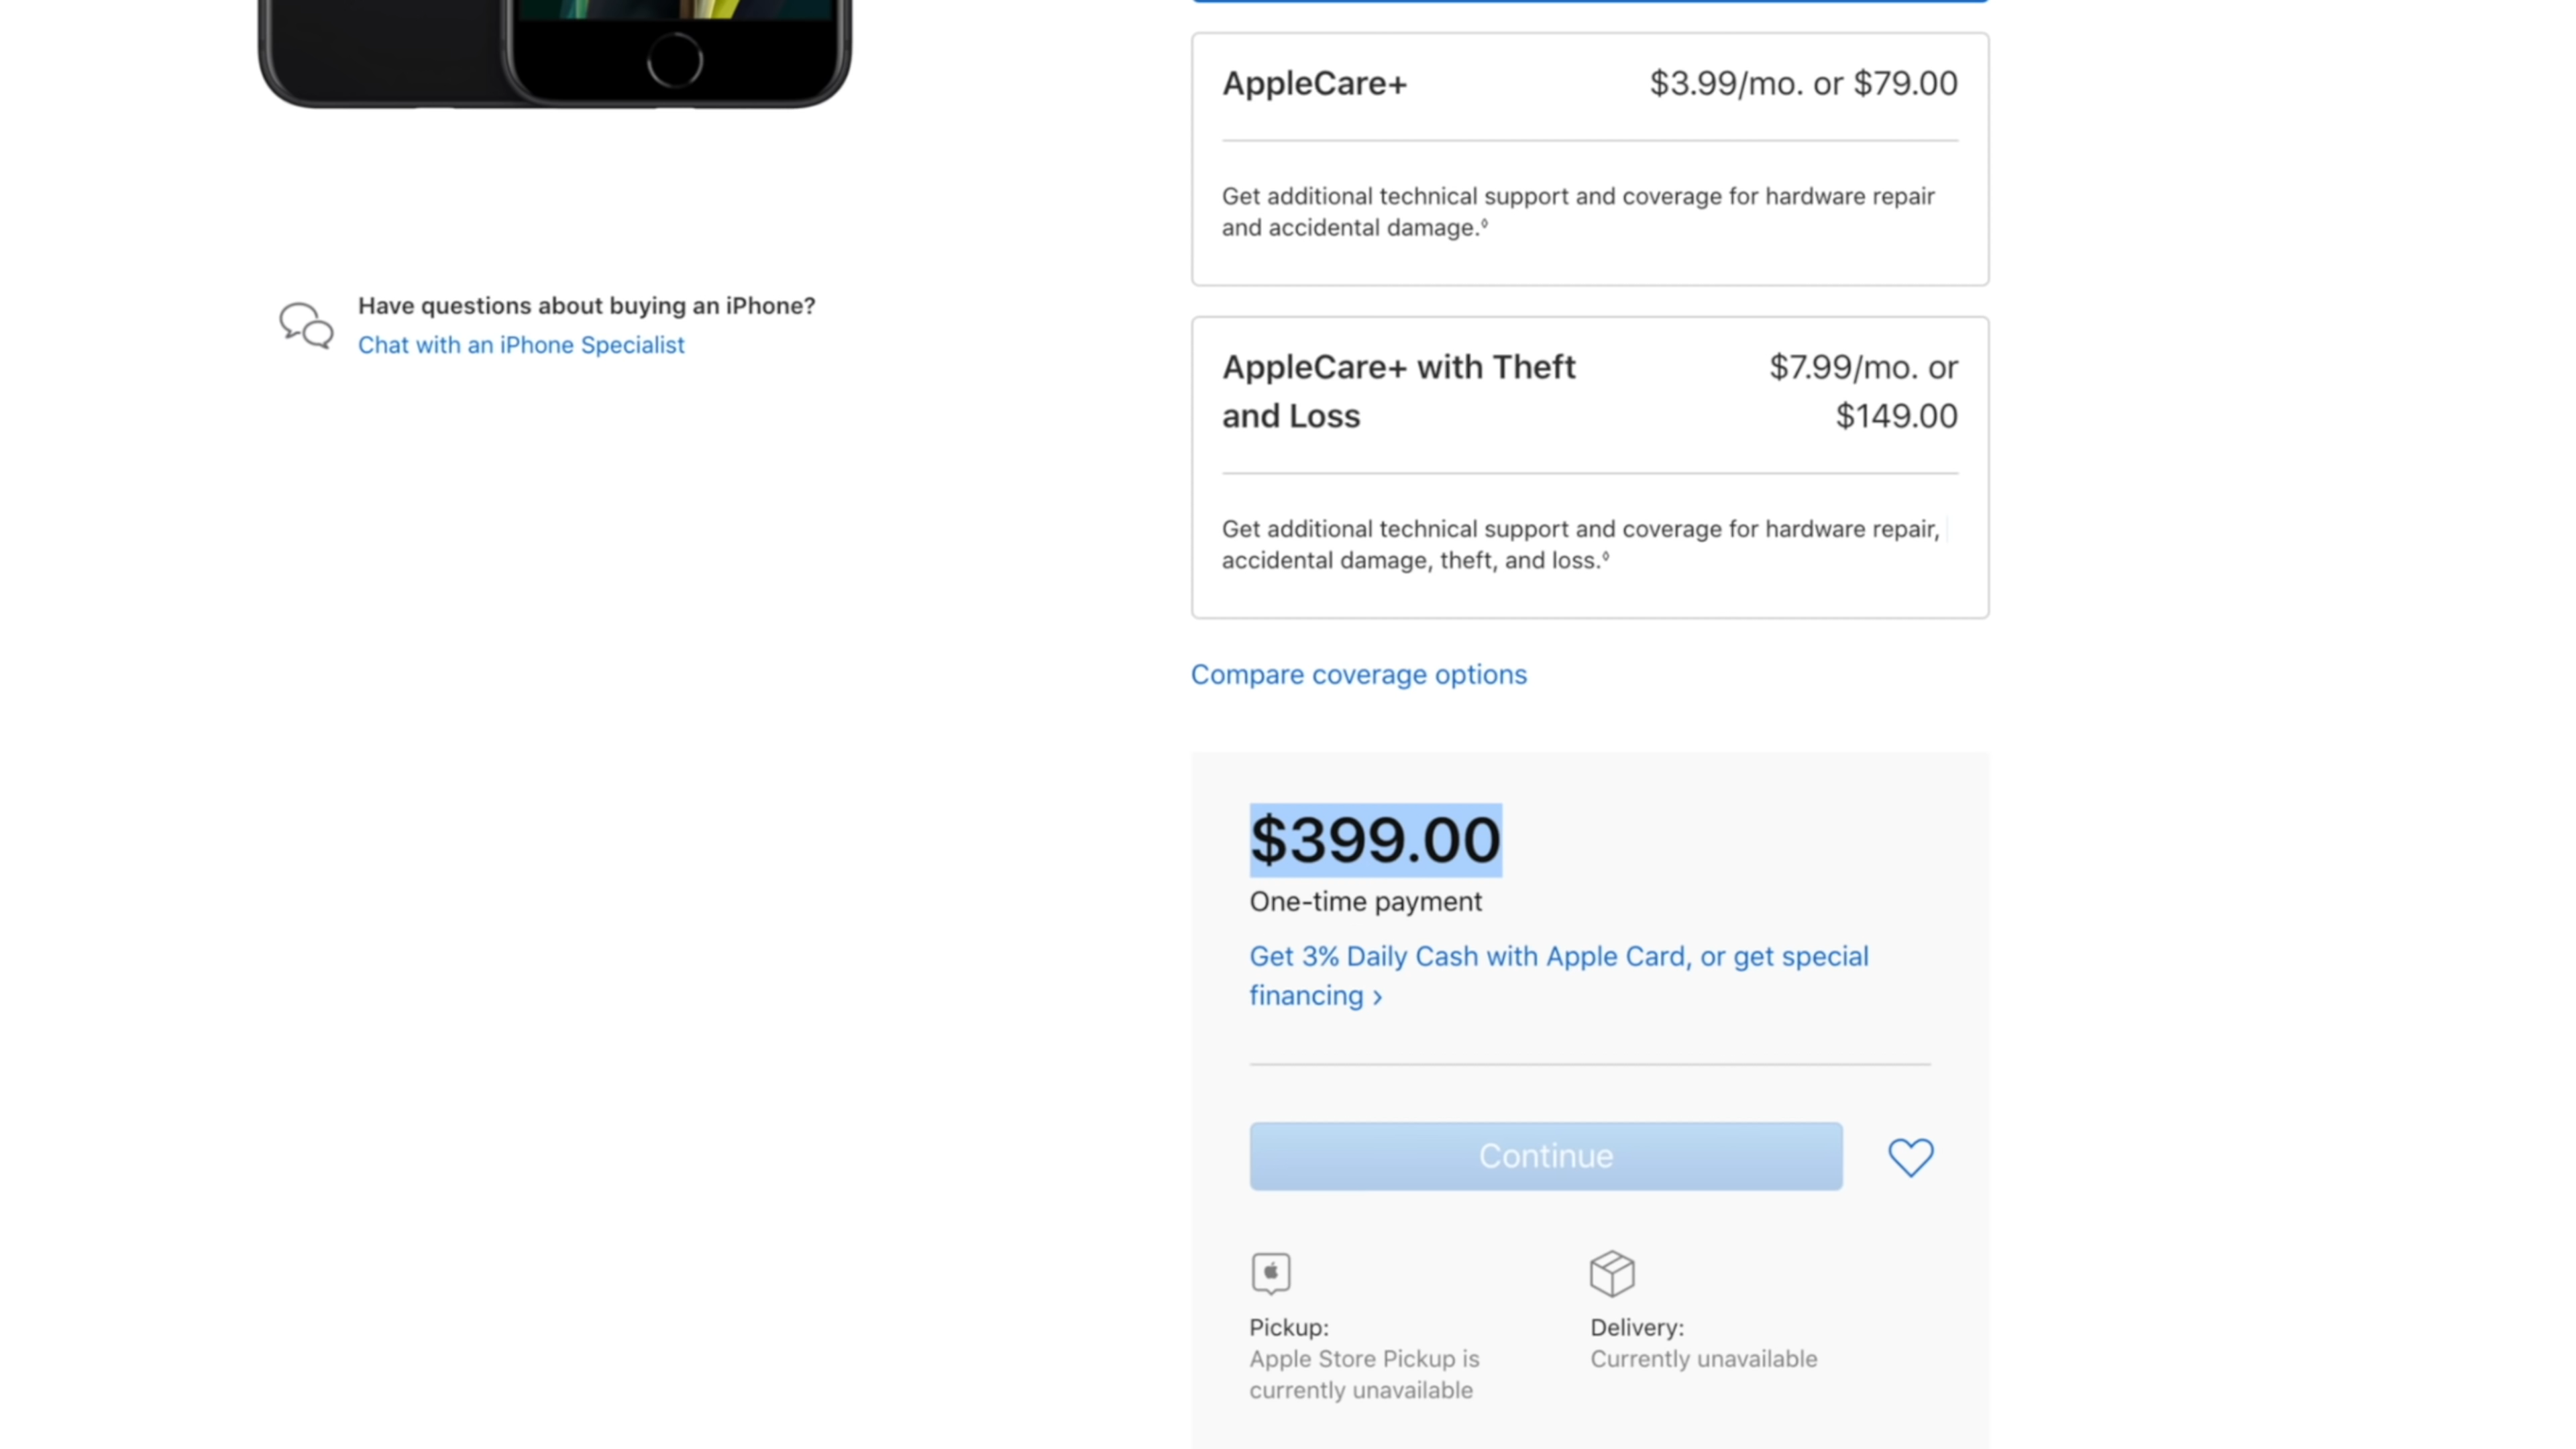 AppleCare+ $3.99/mo. or $79.00
Get additional technical support and coverage for hardware repair
and accidental damage.◊
Have questions about buying an iPhone?
Chat with an iPhone Specialist
AppleCare+ with Theft $7.99/mo. or
and Loss $149.00
Get additional technical support and coverage for hardware repair,
accidental damage, theft, and loss.◊
Compare coverage options
$399.00
One-time payment
Get 3% Daily Cash with Apple Card, or get special
financing ›
Continue
Pickup:
Apple Store Pickup is
currently unavailable
Delivery:
Currently unavailable